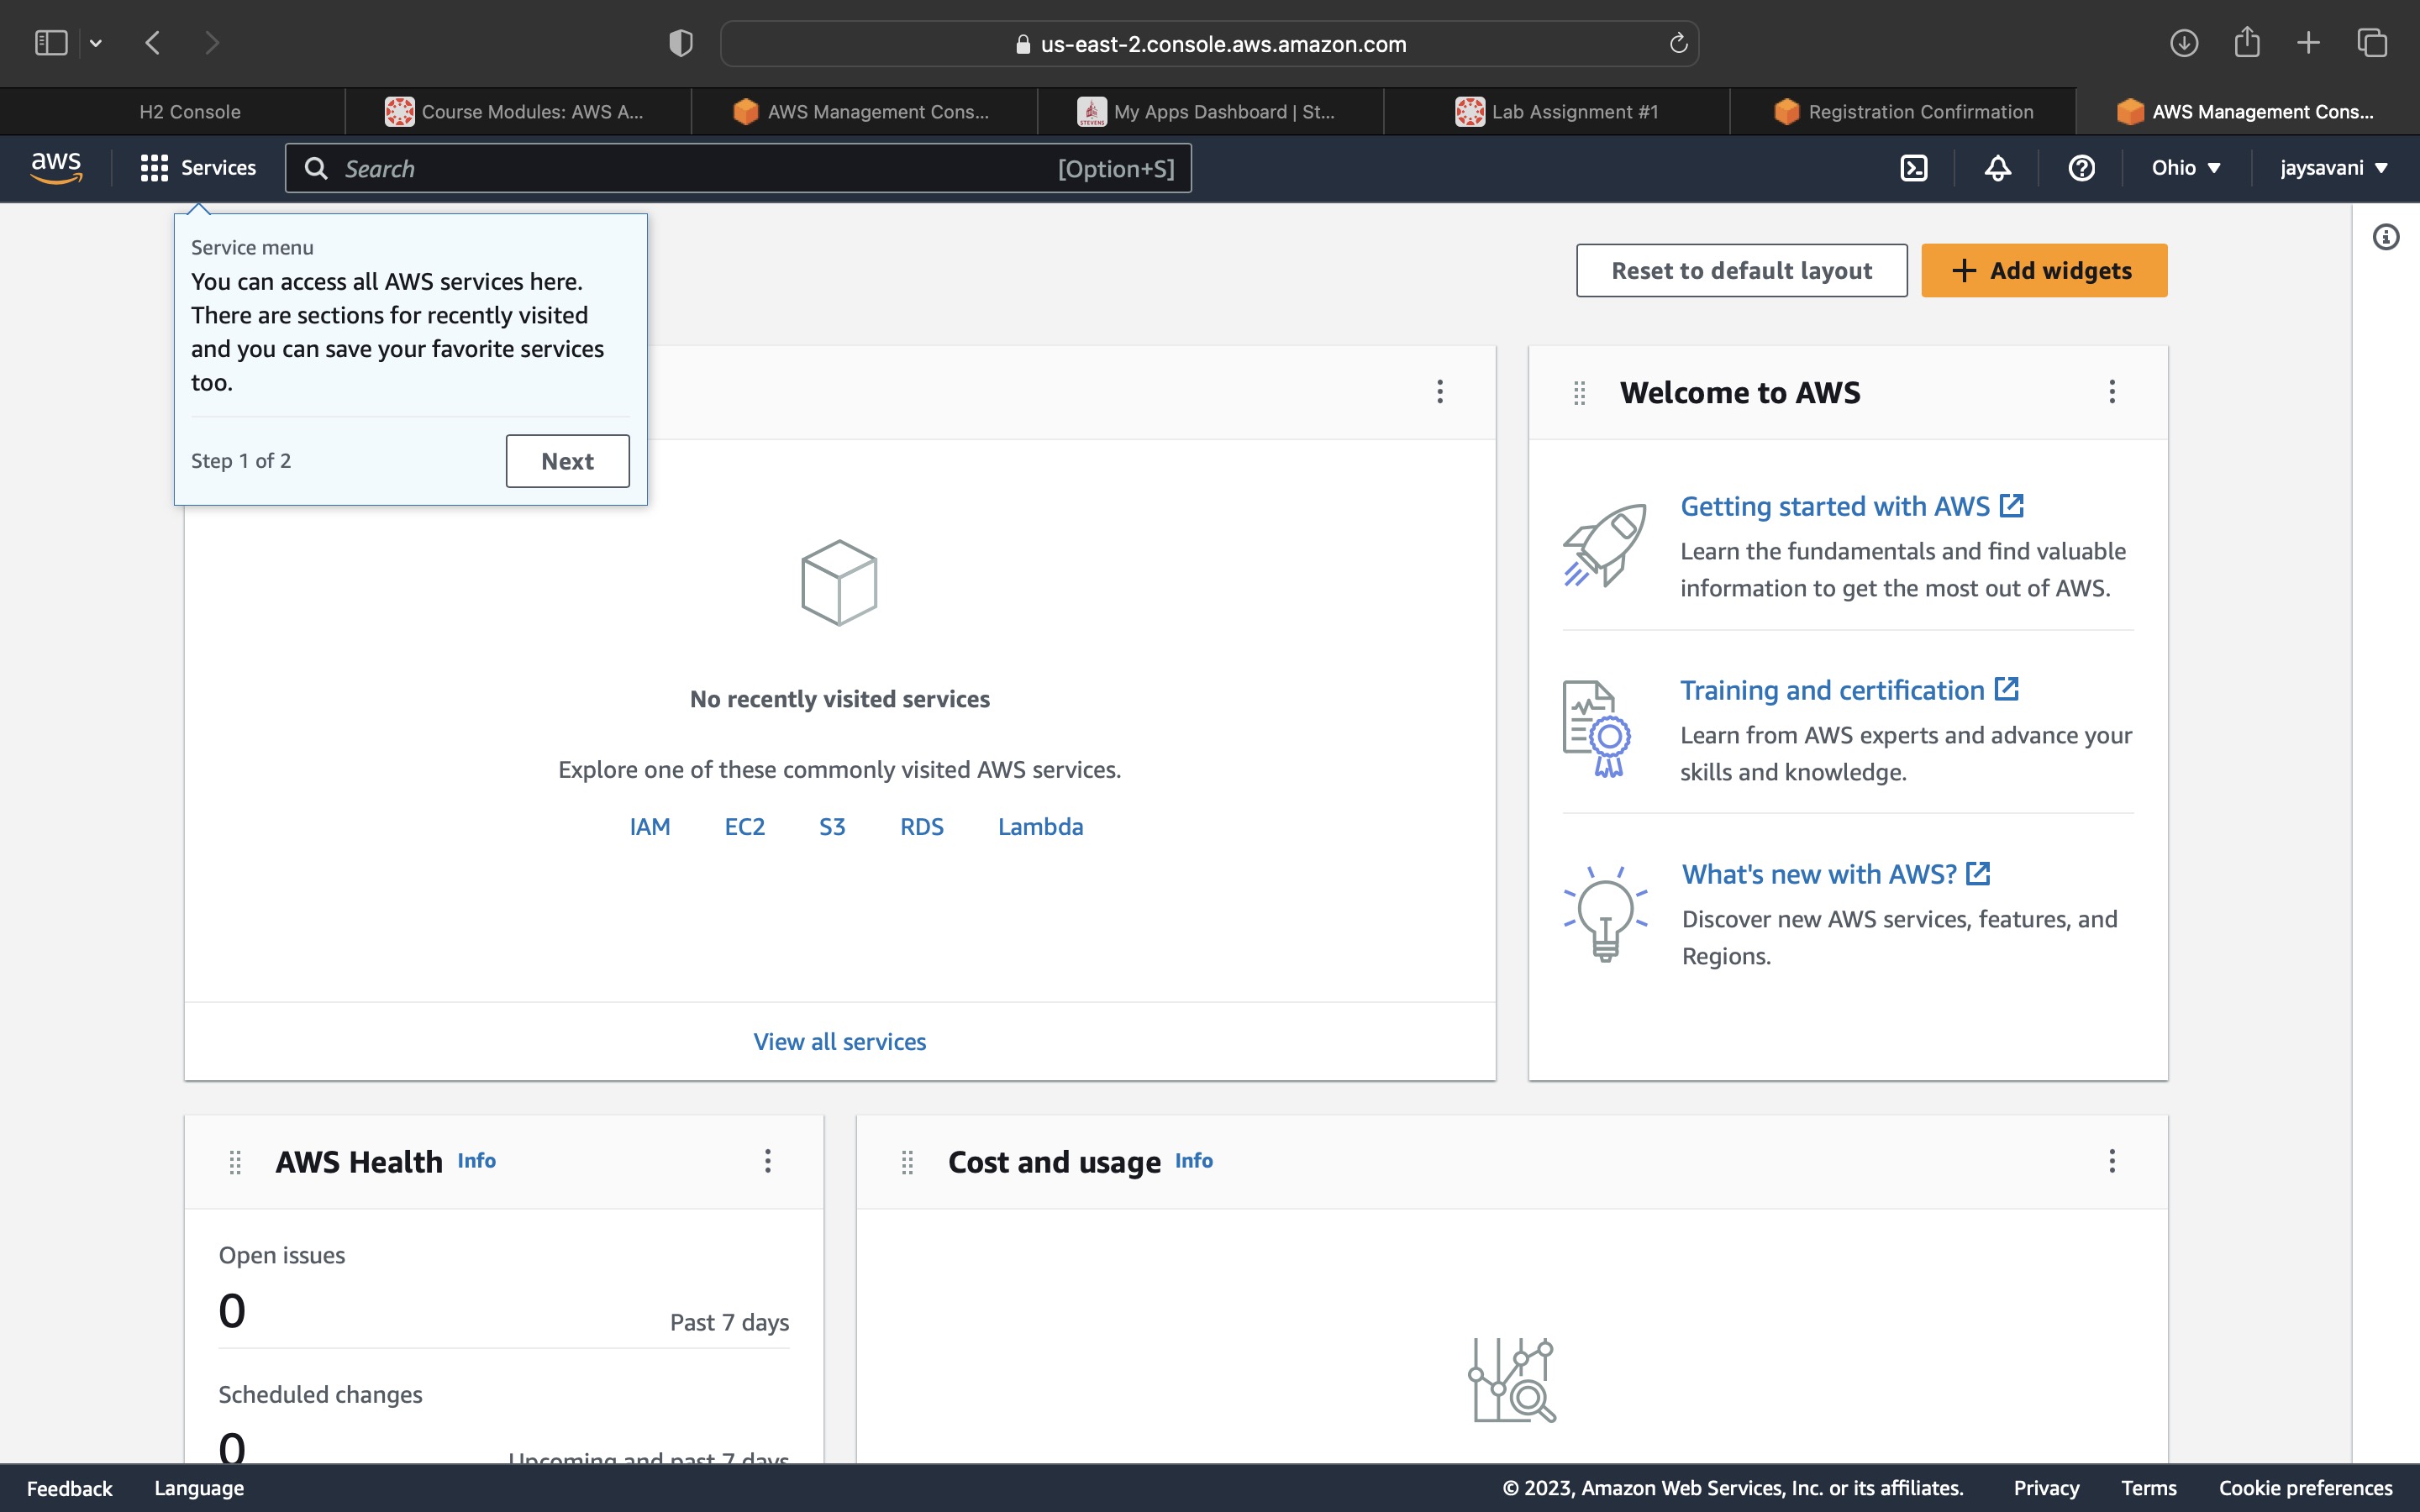 us-east-2.console.aws.amazon.com
H2 Console
Course Modules: AWS A...
AWS Management Cons...
My Apps Dashboard | St...
Lab Assignment #1
Registration Confirmation
AWS Management Cons...
aws
Services
Search
[Option+S]
Ohio
jaysavani
Service menu
You can access all AWS services here.
There are sections for recently visited
and you can save your favorite services
too.
Step 1 of 2
Next
Reset to default layout
Add widgets
No recently visited services
Explore one of these commonly visited AWS services.
IAM
EC2
S3
RDS
Lambda
View all services
Welcome to AWS
Getting started with AWS
Learn the fundamentals and find valuable
information to get the most out of AWS.
Training and certification
Learn from AWS experts and advance your
skills and knowledge.
What's new with AWS?
Discover new AWS services, features, and
Regions.
AWS Health Info
Open issues
0
Past 7 days
Scheduled changes
0
Upcoming and past 7 days
Cost and usage Info
Feedback
Language
© 2023, Amazon Web Services, Inc. or its affiliates.
Privacy
Terms
Cookie preferences